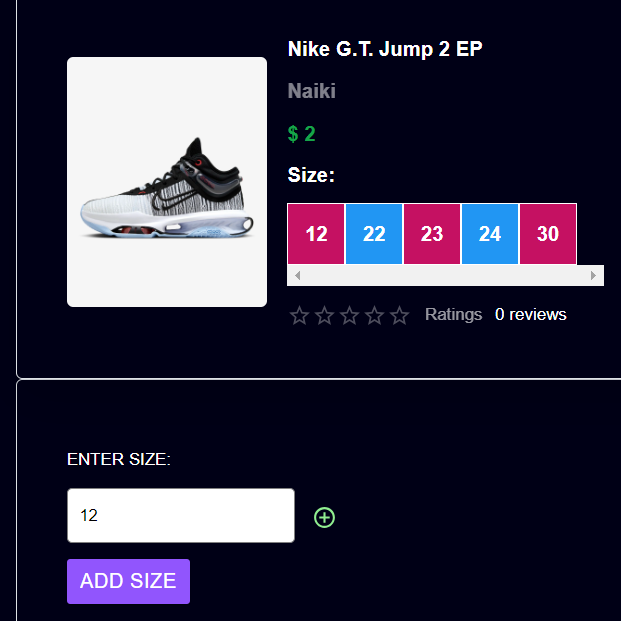 Nike G.T. Jump 2 EP
Naiki
$ 2
Size:
12 22 23 24 30
Ratings 0 reviews
ENTER SIZE:
12
ADD SIZE